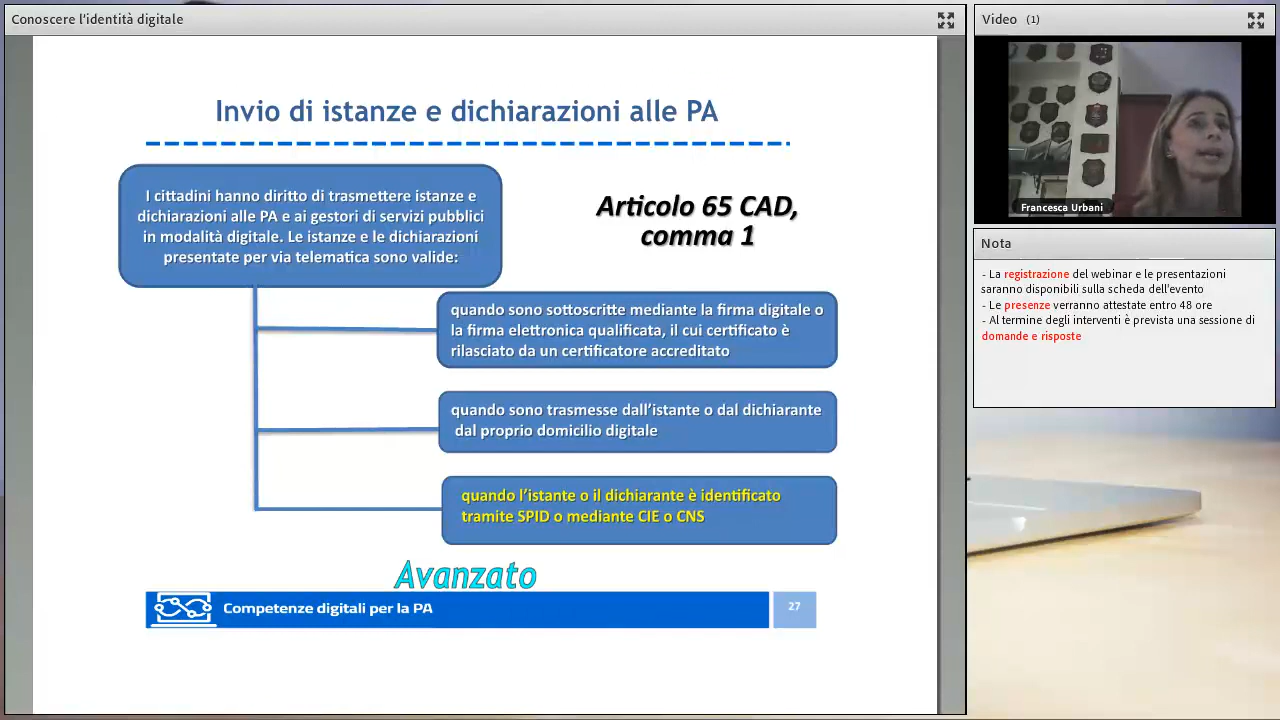 Conoscere l'identità digitale
Invio di istanze e dichiarazioni alle PA
I cittadini hanno diritto di trasmettere istanze e
dichiarazioni alle PA e ai gestori di servizi pubblici
in modalità digitale. Le istanze e le dichiarazioni
presentate per via telematica sono valide:
Articolo 65 CAD,
comma 1
quando sono sottoscritte mediante la firma digitale o
la firma elettronica qualificata, il cui certificato è
rilasciato da un certificatore accreditato
quando sono trasmesse dall'istante o dal dichiarante
dal proprio domicilio digitale
quando l'istante o il dichiarante è identificato
tramite SPID o mediante CIE o CNS
Avanzato
Competenze digitali per la PA
27
Video (1)
Francesca Urbani
Nota
- La registrazione del webinar e le presentazioni
saranno disponibili sulla scheda dell'evento
- Le presenze verranno attestate entro 48 ore
- Al termine degli interventi è prevista una sessione di
domande e risposte